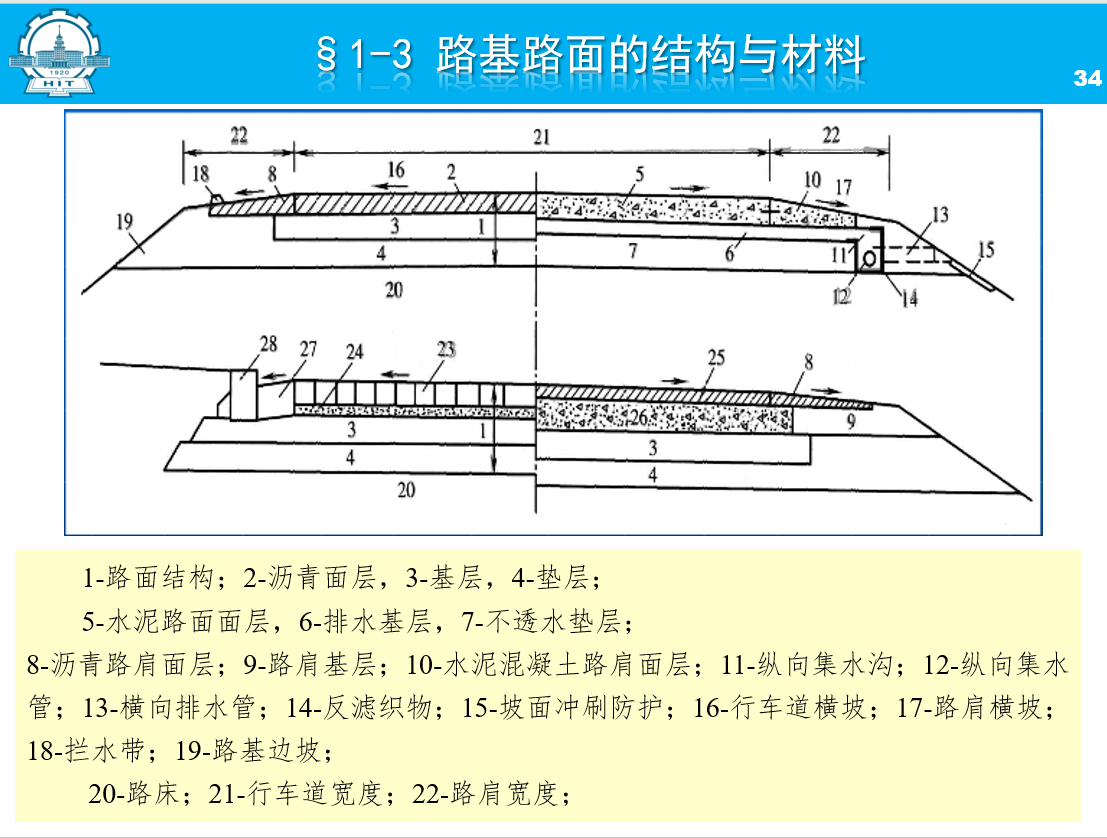 §1-3 路基路面的结构与材料
34
1920
HIT
22 21 22
18 8 16 2 5 10 17
19 3 1 13
4 7 6 11 15
20 12 14
28 27 24 23 25 8
3 1 26 9
4 3
20 4
1-路面结构；2-沥青面层，3-基层，4-垫层；
5-水泥路面面层，6-排水基层，7-不透水垫层；
8-沥青路肩面层；9-路肩基层；10-水泥混凝土路肩面层；11-纵向集水沟；12-纵向集水
管；13-横向排水管；14-反滤织物；15-坡面冲刷防护；16-行车道横坡；17-路肩横坡；
18-拦水带；19-路基边坡；
20-路床；21-行车道宽度；22-路肩宽度；